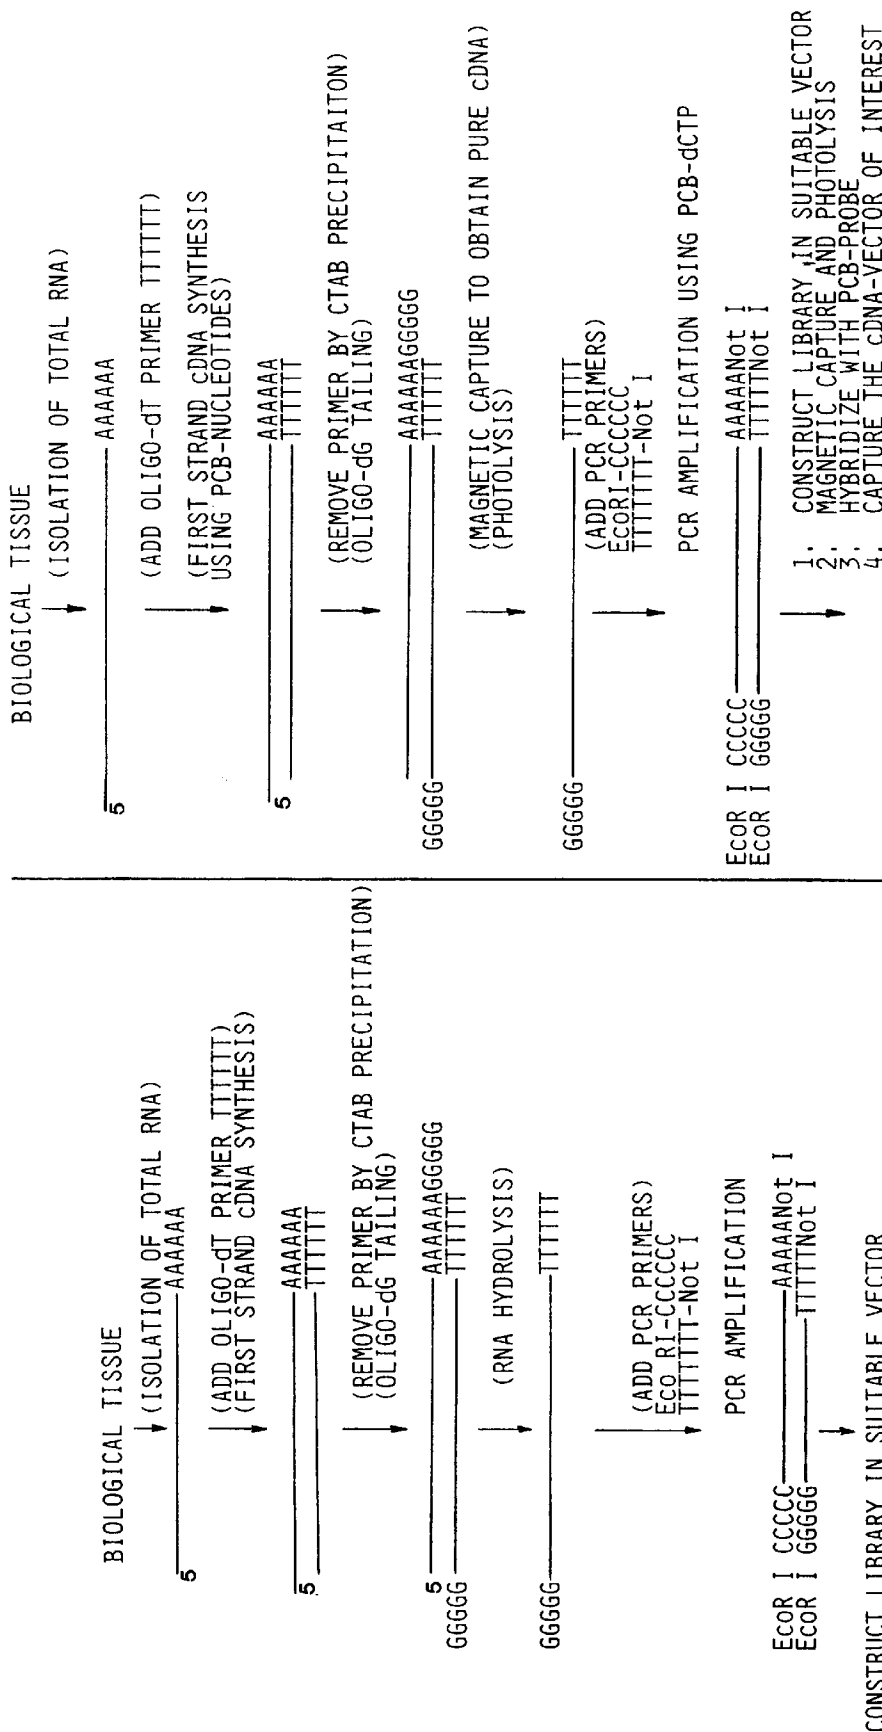 BIOLOGICAL TISSUE
(ISOLATION OF TOTAL RNA)
AAAAAA
5
(ADD OLIGO-dT PRIMER TTTTTT)
(FIRST STRAND cDNA SYNTHESIS)
AAAAAA
5
TTTTTT
(REMOVE PRIMER BY CTAB PRECIPITATION)
(OLIGO-dG TAILING)
5
AAAAAAGGGGG
GGGGG
TTTTTT
(RNA HYDROLYSIS)
GGGGG
TTTTTT
(ADD PCR PRIMERS)
ECO RI-CCCCCC
TTTTTTTT-Not I
PCR AMPLIFICATION
ECOR I CCCCC
AAAAANot I
ECOR I GGGGG
TTTTTNot I
CONSTRUCT LIBRARY IN SUITABLE VECTOR
BIOLOGICAL TISSUE
(ISOLATION OF TOTAL RNA)
AAAAAA
5
(ADD OLIGO-dT PRIMER TTTTTT)
(FIRST STRAND cDNA SYNTHESIS
USING PCB-NUCLEOTIDES)
AAAAAA
5
TTTTTT
(REMOVE PRIMER BY CTAB PRECIPITAITON)
(OLIGO-dG TAILING)
AAAAAAGGGGG
GGGGG
TTTTTT
(MAGNETIC CAPTURE TO OBTAIN PURE cDNA)
(PHOTOLYSIS)
GGGGG
TTTTTT
(ADD PCR PRIMERS)
ECORI-CCCCCC
TTTTTTTT-Not I
PCR AMPLIFICATION USING PCB-dCTP
ECOR I CCCCC
AAAAANot I
ECOR I GGGGG
TTTTTNot I
1. CONSTRUCT LIBRARY IN SUITABLE VECTOR
2. MAGNETIC CAPTURE AND PHOTOLYSIS
3. HYBRIDIZE WITH PCB-PROBE
4. CAPTURE THE CDNA-VECTOR OF INTEREST